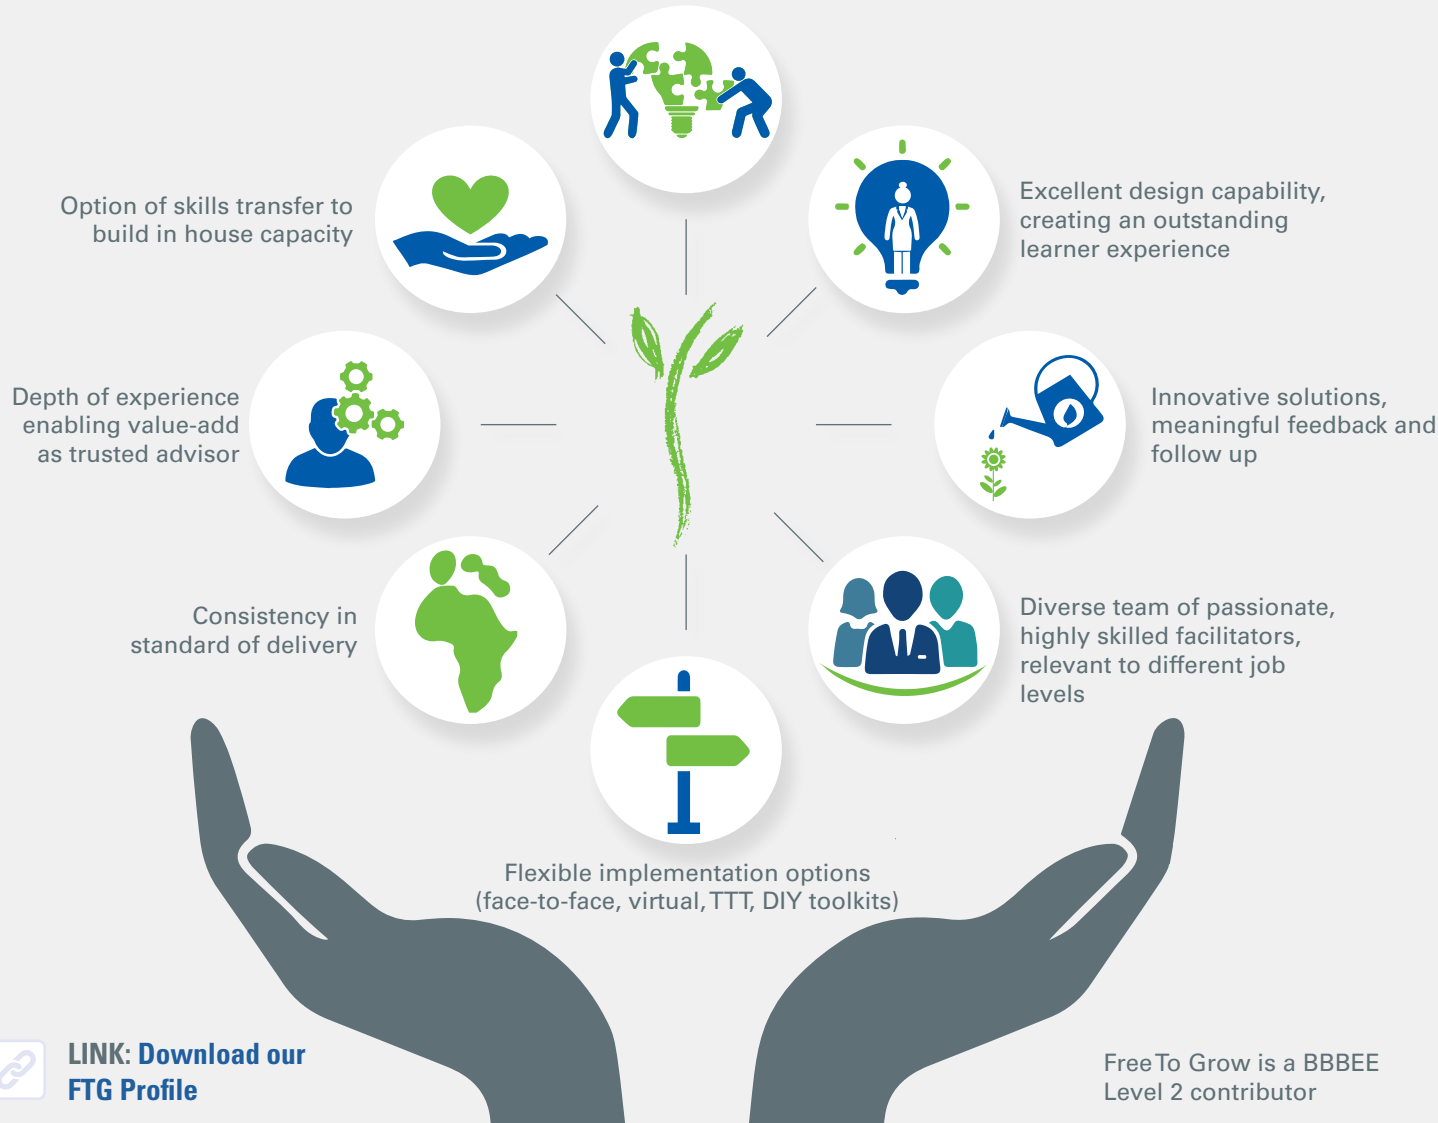 Option of skills transfer to
build in house capacity
Excellent design capability,
creating an outstanding
learner experience
Depth of experience
enabling value-add
as trusted advisor
Innovative solutions,
meaningful feedback and
follow up
Consistency in
standard of delivery
Diverse team of passionate,
highly skilled facilitators,
relevant to different job
levels
Flexible implementation options
(face-to-face, virtual, TTT, DIY toolkits)
LINK: Download our
FTG Profile
Free To Grow is a BBBEE
Level 2 contributor